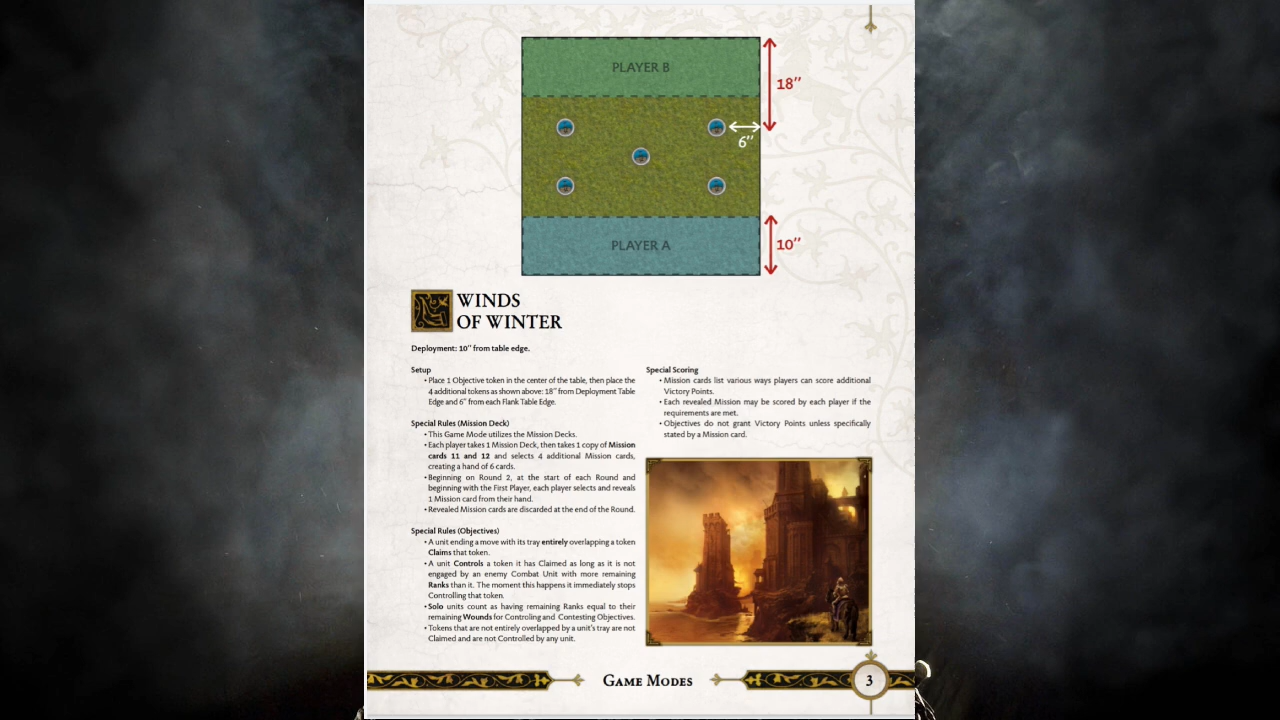 PLAYER B
18″
6″
PLAYER A
10″
WINDS
OF WINTER
Deployment: 10″ from table edge.
Setup
• Place 1 Objective token in the center of the table, then place the
4 additional tokens as shown above: 18″ from Deployment Table
Edge and 6″ from each Flank Table Edge.
Special Rules (Mission Deck)
• This Game Mode utilizes the Mission Decks.
• Each player takes 1 Mission Deck, then takes 1 copy of Mission
cards 11 and 12 and selects 4 additional Mission cards,
creating a hand of 6 cards.
• Beginning on Round 2, at the start of each Round and
beginning with the First Player, each player selects and reveals
1 Mission card from their hand.
• Revealed Mission cards are discarded at the end of the Round.
Special Rules (Objectives)
• A unit ending a move with its tray entirely overlapping a token
Claims that token.
• A unit Controls a token it has Claimed as long as it is not
engaged by an enemy Combat Unit with more remaining
Ranks than it. The moment this happens it immediately stops
Controlling that token.
• Solo units count as having remaining Ranks equal to their
remaining Wounds for Controling and Contesting Objectives.
• Tokens that are not entirely overlapped by a unit's tray are not
Claimed and are not Controlled by any unit.
Special Scoring
• Mission cards list various ways players can score additional
Victory Points.
• Each revealed Mission may be scored by each player if the
requirements are met.
• Objectives do not grant Victory Points unless specifically
stated by a Mission card.
Game Modes
3